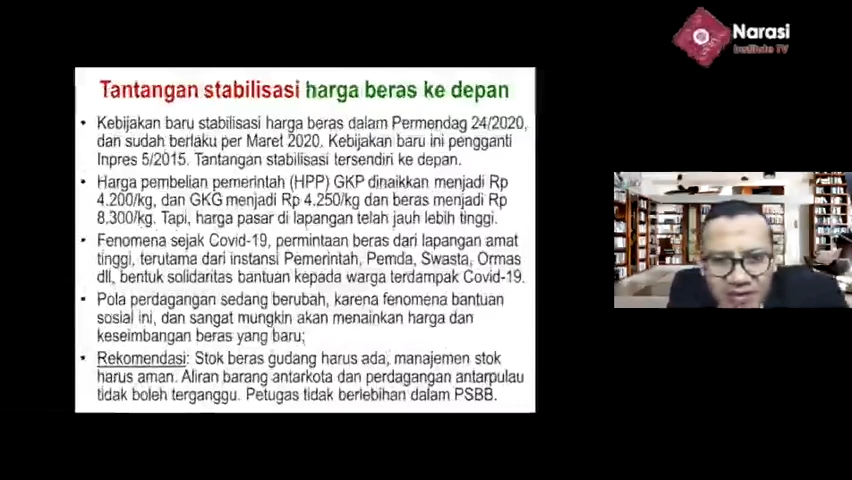 Narasi
Institute TV
Tantangan stabilisasi harga beras ke depan
• Kebijakan baru stabilisasi harga beras dalam Permendag 24/2020,
dan sudah berlaku per Maret 2020. Kebijakan baru ini pengganti
Inpres 5/2015. Tantangan stabilisasi tersendiri ke depan.
• Harga pembelian pemerintah (HPP) GKP dinaikkan menjadi Rp
4.200/kg, dan GKG menjadi Rp 4.250/kg dan beras menjadi Rp
8.300/kg. Tapi, harga pasar di lapangan telah jauh lebih tinggi.
• Fenomena sejak Covid-19, permintaan beras dari lapangan amat
tinggi, terutama dari instansi Pemerintah, Pemda, Swasta, Ormas
dll, bentuk solidaritas bantuan kepada warga terdampak Covid-19.
• Pola perdagangan sedang berubah, karena fenomena bantuan
sosial ini, dan sangat mungkin akan menainkan harga dan
keseimbangan beras yang baru;
• Rekomendasi: Stok beras gudang harus ada, manajemen stok
harus aman. Aliran barang antarkota dan perdagangan antarpulau
tidak boleh terganggu. Petugas tidak berlebihan dalam PSBB.